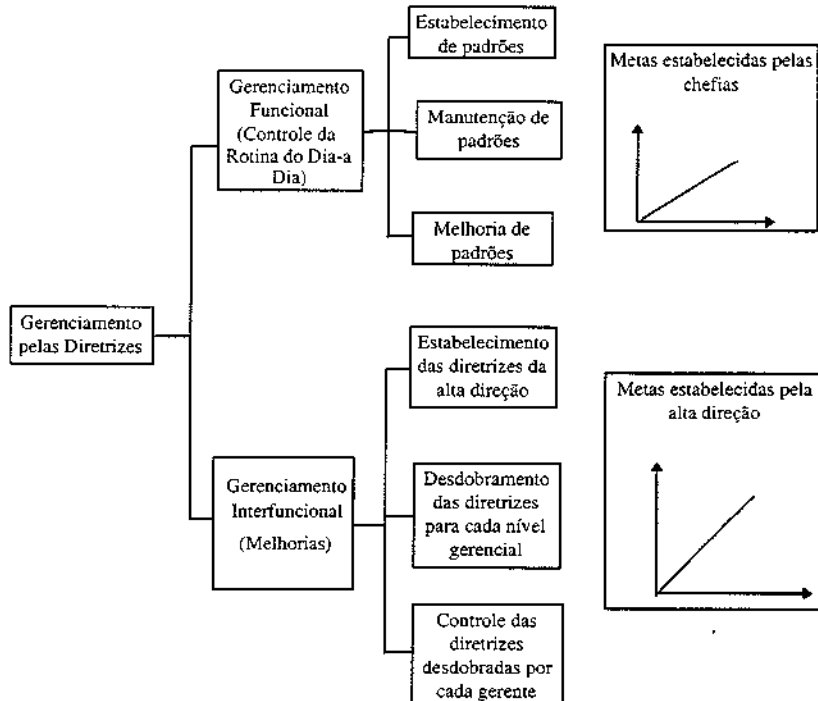 Estabelecimento
de padrões
Gerenciamento
Funcional
(Controle da
Rotina do Dia-a
Dia)
Manutenção de
padrões
Melhoria de
padrões
Metas estabelecidas pelas
chefias
Gerenciamento
pelas Diretrizes
Estabelecimento
das diretrizes da
alta direção
Gerenciamento
Interfuncional
(Melhorias)
Desdobramento
das diretrizes
para cada nível
gerencial
Controle das
diretrizes
desdobradas por
cada gerente
Metas estabelecidas pela
alta direção